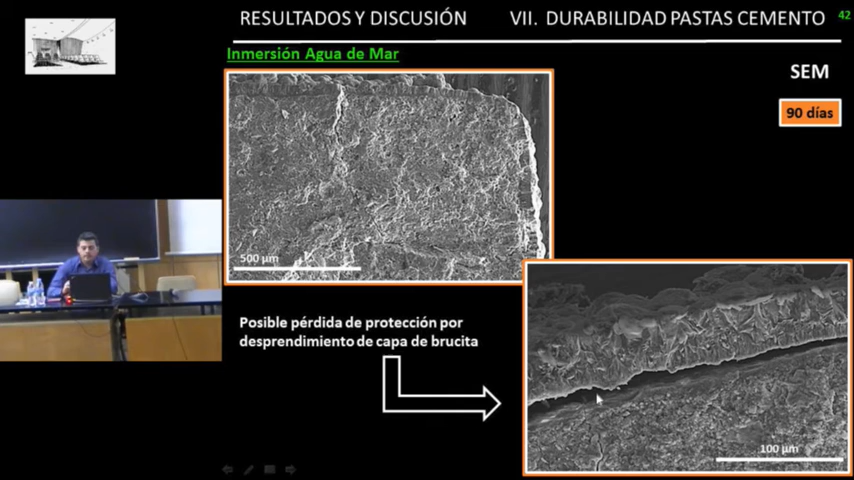 RESULTADOS Y DISCUSIÓN
VII. DURABILIDAD PASTAS CEMENTO
42
Inmersión Agua de Mar
SEM
90 días
500 µm
Posible pérdida de protección por
desprendimiento de capa de brucita
100 µm